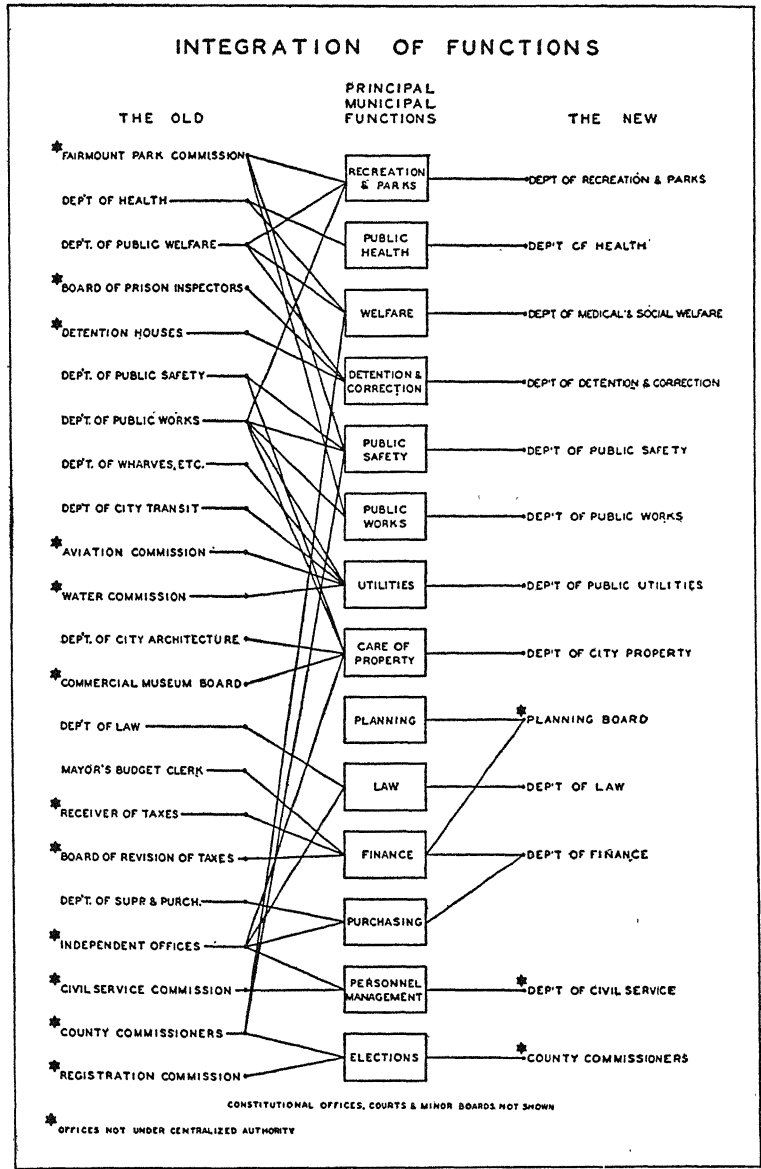 INTEGRATION OF FUNCTIONS
THE OLD
PRINCIPAL
MUNICIPAL
FUNCTIONS
THE NEW
*FAIRMOUNT PARK COMMISSION
DEP'T OF HEALTH
DEP'T. OF PUBLIC WELFARE
*BOARD OF PRISON INSPECTORS
*DETENTION HOUSES
DEP'T. OF PUBLIC SAFETY
DEP'T. OF PUBLIC WORKS
DEP'T. OF WHARVES, ETC.
DEP'T OF CITY TRANSIT
*AVIATION COMMISSION
*WATER COMMISSION
DEP'T. OF CITY ARCHITECTURE
*COMMERCIAL MUSEUM BOARD
DEP'T OF LAW
MAYOR'S BUDGET CLERK
*RECEIVER OF TAXES
*BOARD OF REVISION OF TAXES
DEP'T. OF SUPR & PURCH.
*INDEPENDENT OFFICES
*CIVIL SERVICE COMMISSION
*COUNTY COMMISSIONERS
*REGISTRATION COMMISSION
RECREATION
& PARKS
PUBLIC
HEALTH
WELFARE
DETENTION &
CORRECTION
PUBLIC
SAFETY
PUBLIC
WORKS
UTILITIES
CARE OF
PROPERTY
PLANNING
LAW
FINANCE
PURCHASING
PERSONNEL
MANAGEMENT
ELECTIONS
DEP'T OF RECREATION & PARKS
DEP'T OF HEALTH
DEP'T OF MEDICAL & SOCIAL WELFARE
DEP'T OF DETENTION & CORRECTION
DEP'T OF PUBLIC SAFETY
DEP'T OF PUBLIC WORKS
DEP'T OF PUBLIC UTILITIES
DEP'T OF CITY PROPERTY
*PLANNING BOARD
DEP'T OF LAW
DEP'T OF FINANCE
*DEP'T OF CIVIL SERVICE
*COUNTY COMMISSIONERS
CONSTITUTIONAL OFFICES, COURTS & MINOR BOARDS NOT SHOWN
*OFFICES NOT UNDER CENTRALIZED AUTHORITY